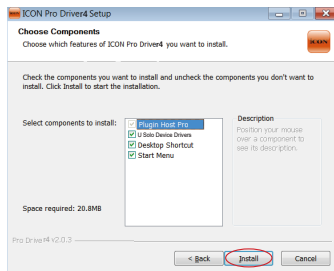 ICON Pro Driver4 Setup
Choose Components
Choose which features of ICON Pro Driver4 you want to install.
ICON
Check the components you want to install and uncheck the components you don't want to
install. Click Install to start the installation.
Select components to install:
Plugin Host Pro
U Solo Device Drivers
Desktop Shortcut
Start Menu
Description
Position your mouse
over a component to
see its description.
Space required: 20.8MB
Pro Driver4 V2.0.3
< Back
Install
Cancel